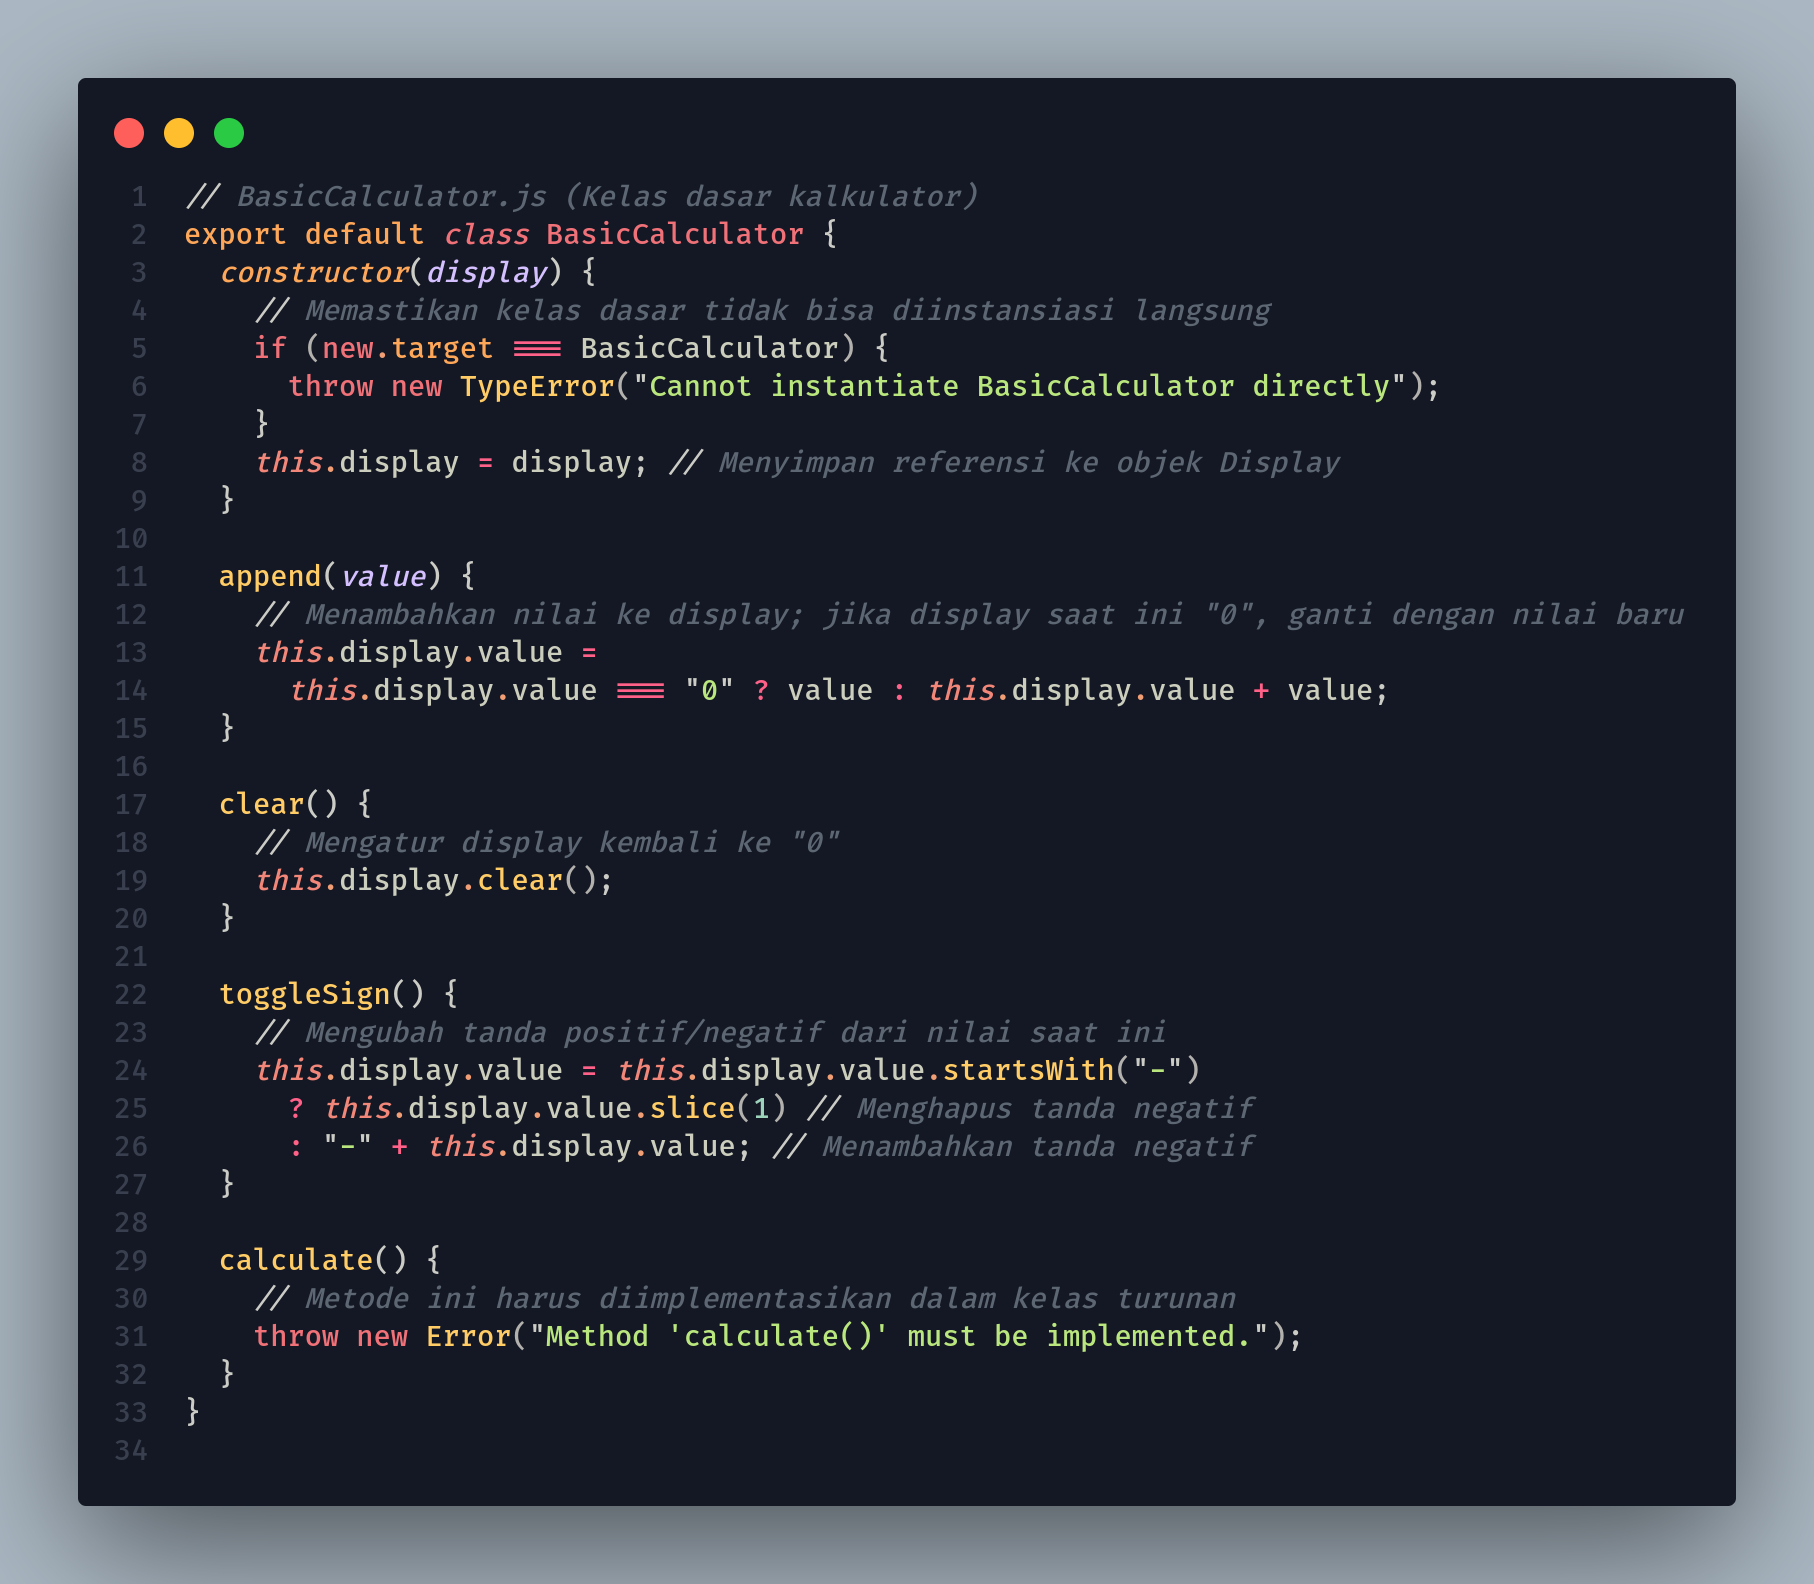 1 // BasicCalculator.js (Kelas dasar kalkulator)
2 export default class BasicCalculator {
3   constructor(display) {
4     // Memastikan kelas dasar tidak bisa diinstansiasi langsung
5     if (new.target === BasicCalculator) {
6       throw new TypeError("Cannot instantiate BasicCalculator directly");
7     }
8     this.display = display; // Menyimpan referensi ke objek Display
9   }
10
11   append(value) {
12     // Menambahkan nilai ke display; jika display saat ini "0", ganti dengan nilai baru
13     this.display.value =
14       this.display.value === "0" ? value : this.display.value + value;
15   }
16
17   clear() {
18     // Mengatur display kembali ke "0"
19     this.display.clear();
20   }
21
22   toggleSign() {
23     // Mengubah tanda positif/negatif dari nilai saat ini
24     this.display.value = this.display.value.startsWith("-")
25       ? this.display.value.slice(1) // Menghapus tanda negatif
26       : "-" + this.display.value; // Menambahkan tanda negatif
27   }
28
29   calculate() {
30     // Metode ini harus diimplementasikan dalam kelas turunan
31     throw new Error("Method 'calculate()' must be implemented.");
32   }
33 }
34